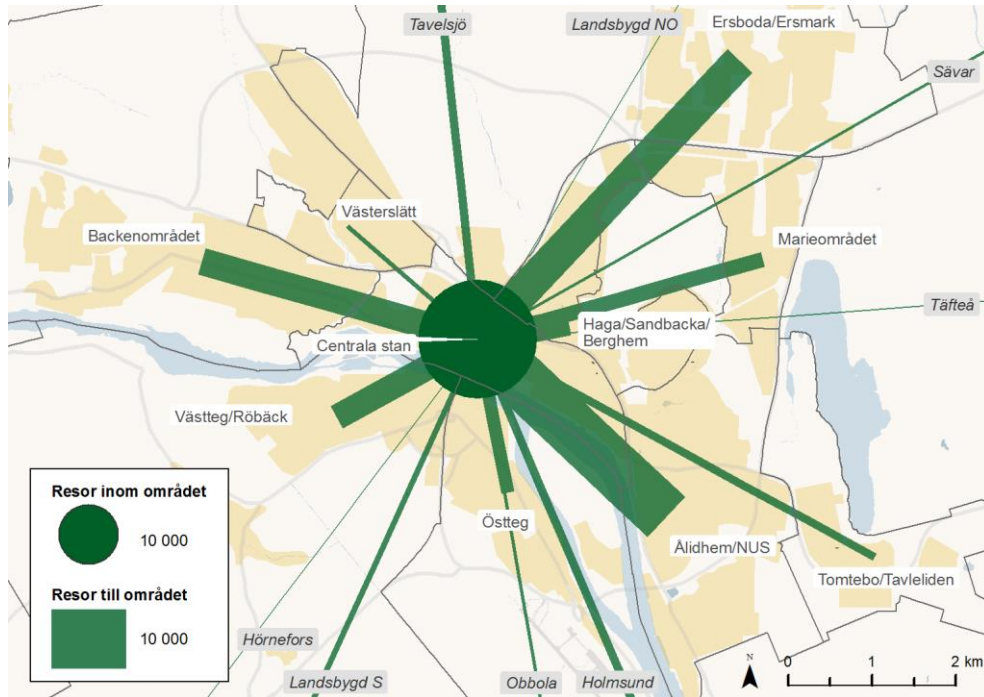 Tavelsjö
Landsbygd NO
Ersboda/Ersmark
Sävar
Västerslätt
Backenområdet
Marieområdet
Täfteå
Haga/Sandbacka/
Berghem
Centrala stan
Västteg/Röbäck
Östteg
Ålidhem/NUS
Tomtebo/Tavleliden
Resor inom området
10 000
Resor till området
10 000
Hörnefors
Landsbygd S
Obbola
Holmsund
N
0 1 2 km